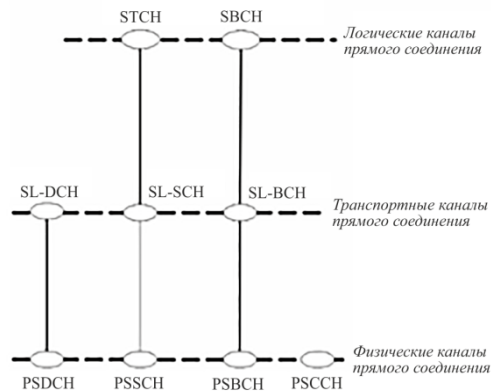 STCH SBCH
Логические каналы
прямого соединения
SL-DCH SL-SCH SL-BCH
Транспортные каналы
прямого соединения
Физические каналы
прямого соединения
PSDCH PSSCH PSBCH PSCCH